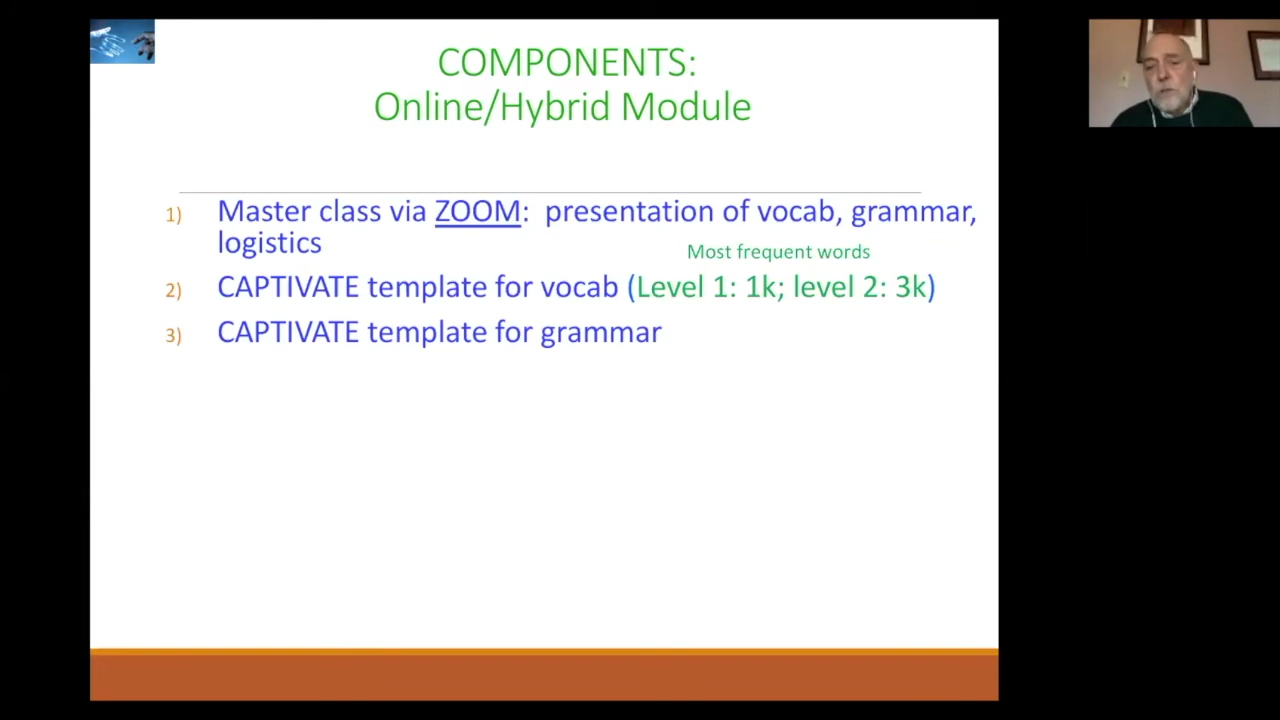 COMPONENTS:
Online/Hybrid Module
1) Master class via ZOOM: presentation of vocab, grammar,
logistics
Most frequent words
2) CAPTIVATE template for vocab (Level 1: 1k; level 2: 3k)
3) CAPTIVATE template for grammar